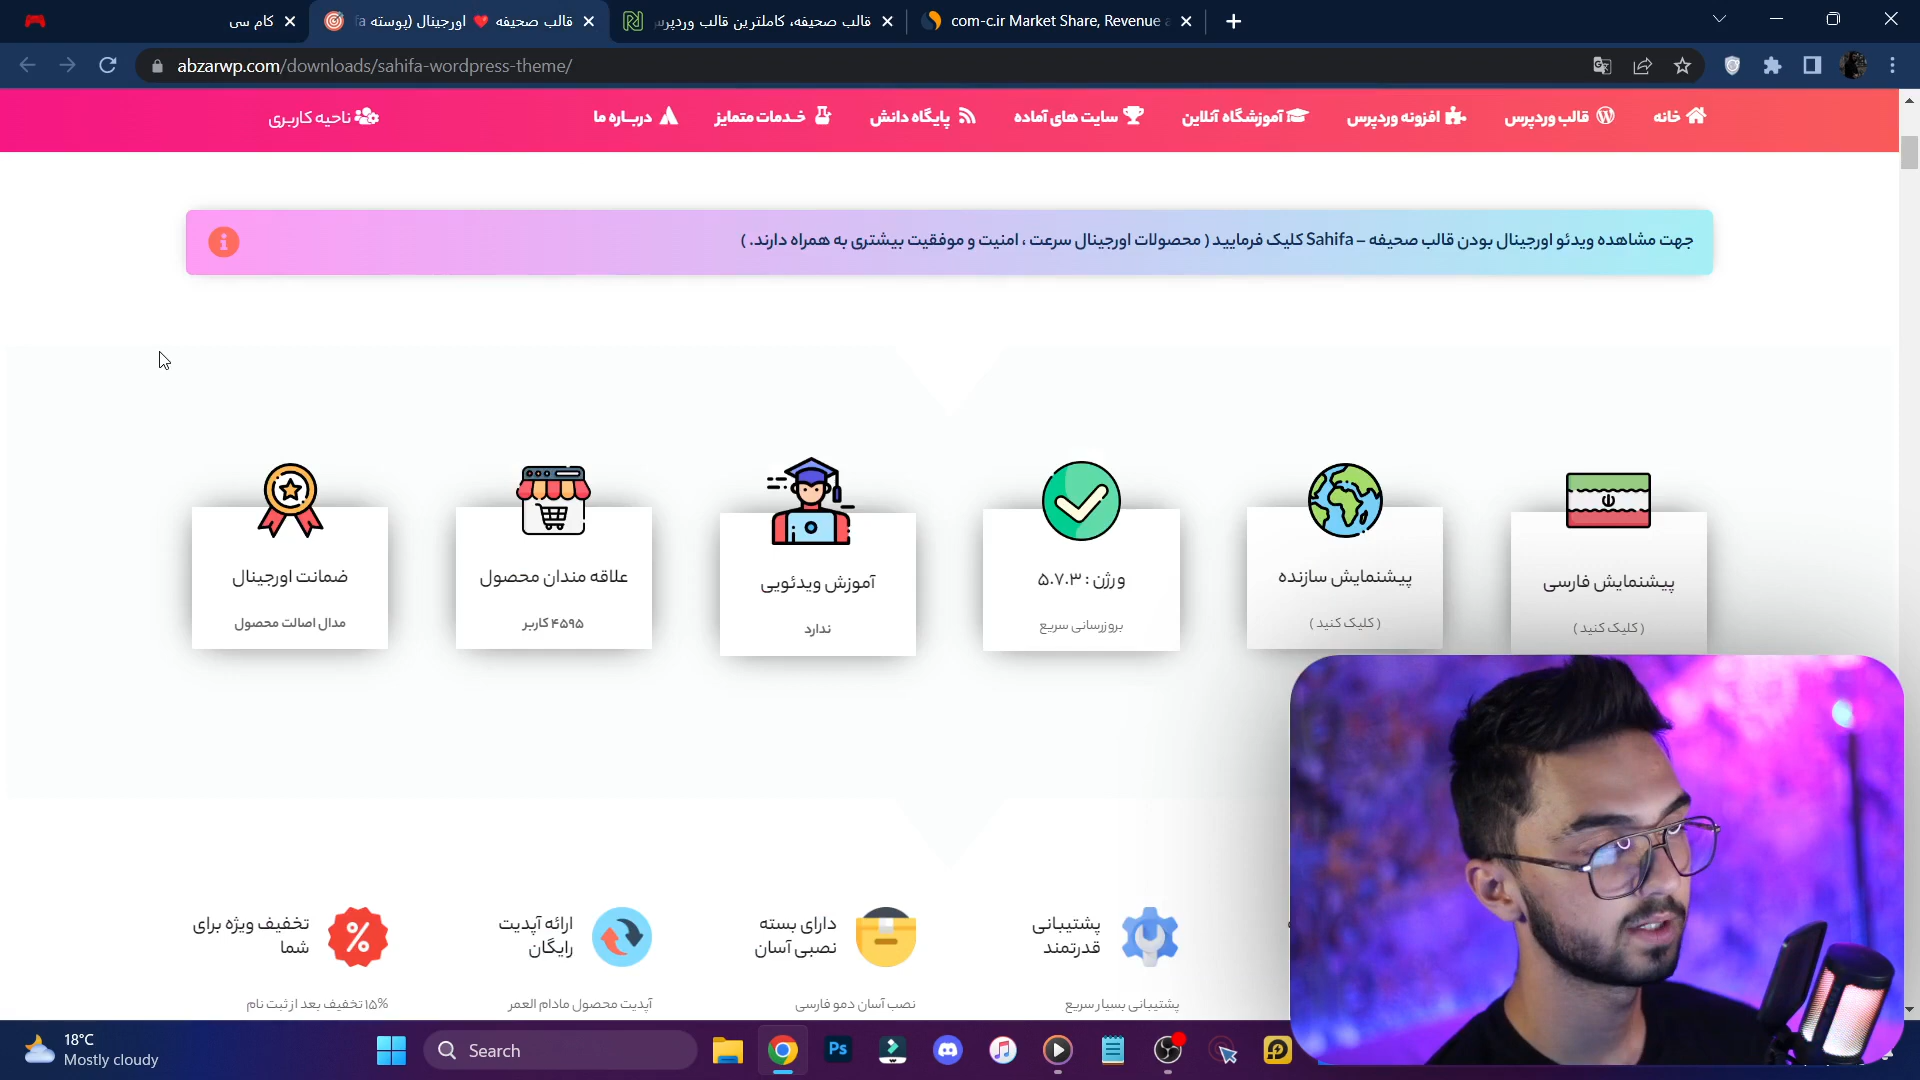 کام سی
قالب صحیفه ❤️ اورجینال (پوسته fa
قالب صحیفه، کاملترین قالب وردپرس
com-c.ir Market Share, Revenue a
abzarwp.com/downloads/sahifa-wordpress-theme/
خانه
قالب وردپرس
افزونه وردپرس
آموزشگاه آنلاین
سایت های آماده
پایگاه دانش
خـدمات متمایز
دربـاره ما
ناحیه کاربری
جهت مشاهده ویدئو اورجینال بودن قالب صحیفه – Sahifa کلیک فرمایید ( محصولات اورجینال سرعت ، امنیت و موفقیت بیشتری به همراه دارند. )
پیشنمایش فارسی
( کلیک کنید )
پیشنمایش سازنده
( کلیک کنید )
ورژن : ۵.۷.۳
بروزرسانی سریع
آموزش ویدئویی
ندارد
علاقه مندان محصول
۴۵۹۵ کاربر
ضمانت اورجینال
مدال اصالت محصول
پشتیبانی
قدرتمند
پشتیبانی بسیار سریع
دارای بسته
نصبی آسان
نصب آسان دمو فارسی
ارائه آپدیت
رایگان
آپدیت محصول مادام العمر
تخفیف ویژه برای
شما
۱۵% تخفیف بعد از ثبت نام
18°C
Mostly cloudy
Search
Ps